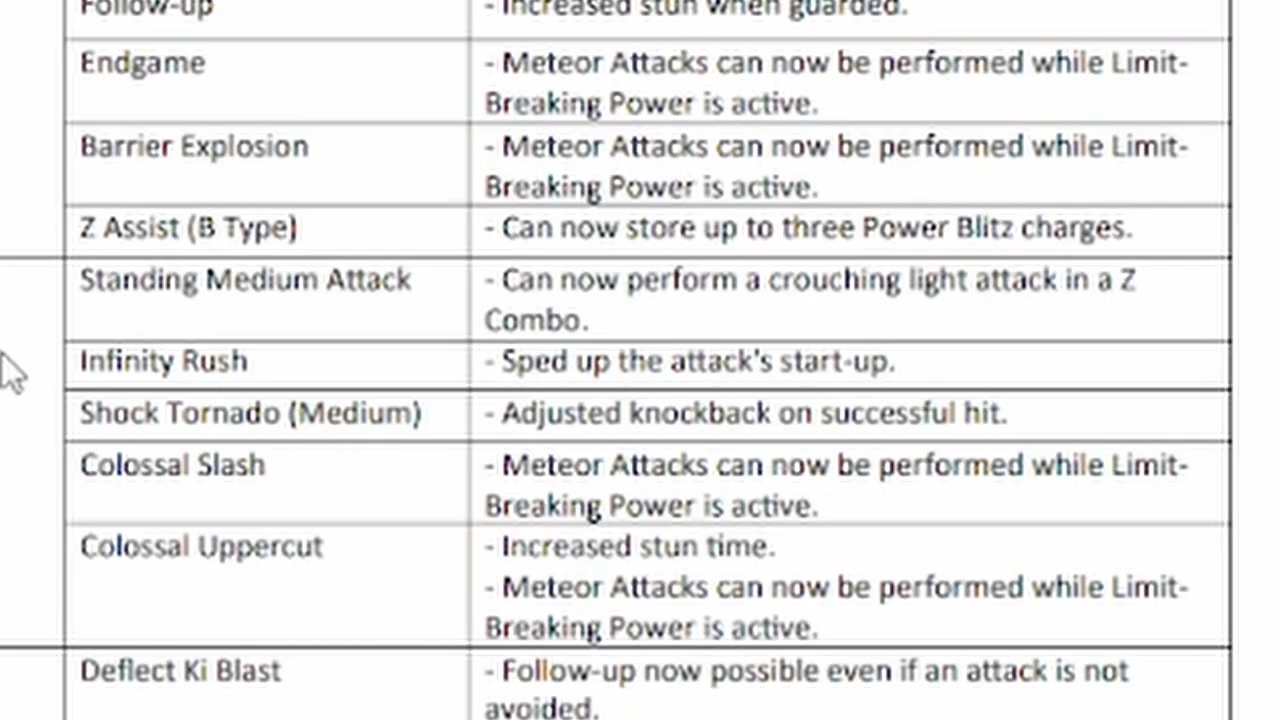 Follow-up
- Increased stun when guarded.
Endgame
- Meteor Attacks can now be performed while Limit-
Breaking Power is active.
Barrier Explosion
- Meteor Attacks can now be performed while Limit-
Breaking Power is active.
Z Assist (B Type)
- Can now store up to three Power Blitz charges.
Standing Medium Attack
- Can now perform a crouching light attack in a Z
Combo.
Infinity Rush
- Sped up the attack's start-up.
Shock Tornado (Medium)
- Adjusted knockback on successful hit.
Colossal Slash
- Meteor Attacks can now be performed while Limit-
Breaking Power is active.
Colossal Uppercut
- Increased stun time.
- Meteor Attacks can now be performed while Limit-
Breaking Power is active.
Deflect Ki Blast
- Follow-up now possible even if an attack is not
avoided.